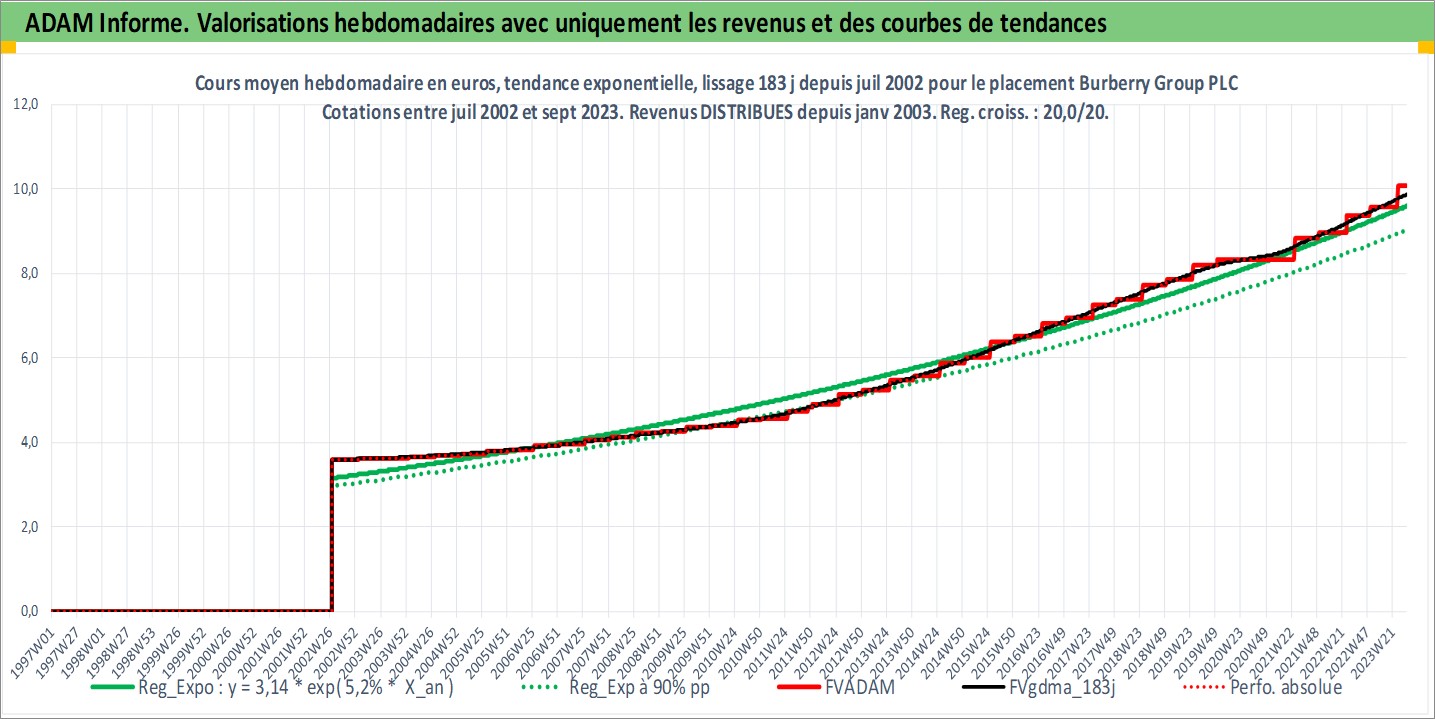 ADAM Informe. Valorisations hebdomadaires avec uniquement les revenus et des courbes de tendances
Cours moyen hebdomadaire en euros, tendance exponentielle, lissage 183 j depuis juil 2002 pour le placement Burberry Group PLC
Cotations entre juil 2002 et sept 2023. Revenus DISTRIBUES depuis janv 2003. Reg. croiss. : 20,0/20.
12,0
10,0
8,0
6,0
4,0
2,0
0,0
1997W01
1997W27
1998W01
1998W27
1998W53
1999W26
1999W52
2000W26
2000W52
2001W26
2001W52
2002W26
2002W52
2003W26
2003W52
2004W26
2004W52
2005W25
2005W51
2006W25
2006W51
2007W25
2007W51
2008W25
2008W51
2009W25
2009W51
2010W24
2010W50
2011W24
2011W50
2012W24
2012W50
2013W24
2013W50
2014W24
2014W50
2015W24
2015W50
2016W23
2016W49
2017W23
2017W49
2018W23
2018W49
2019W23
2019W49
2020W23
2020W49
2021W22
2021W48
2022W21
2022W47
2023W21
Reg_Expo : y = 3,14 * exp( 5,2% * X_an )
Reg_Exp à 90% pp
FVADAM
FVgdma_183j
Perfo. absolue